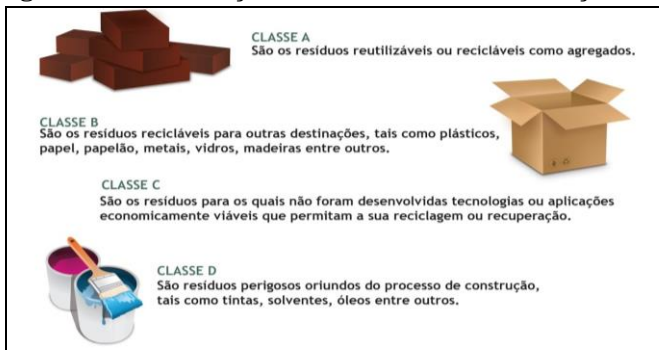 CLASSE A
São os resíduos reutilizáveis ou recicláveis como agregados.
CLASSE B
São os resíduos recicláveis para outras destinações, tais como plásticos,
papel, papelão, metais, vidros, madeiras entre outros.
CLASSE C
São os resíduos para os quais não foram desenvolvidas tecnologias ou aplicações
economicamente viáveis que permitam a sua reciclagem ou recuperação.
CLASSE D
São resíduos perigosos oriundos do processo de construção,
tais como tintas, solventes, óleos entre outros.